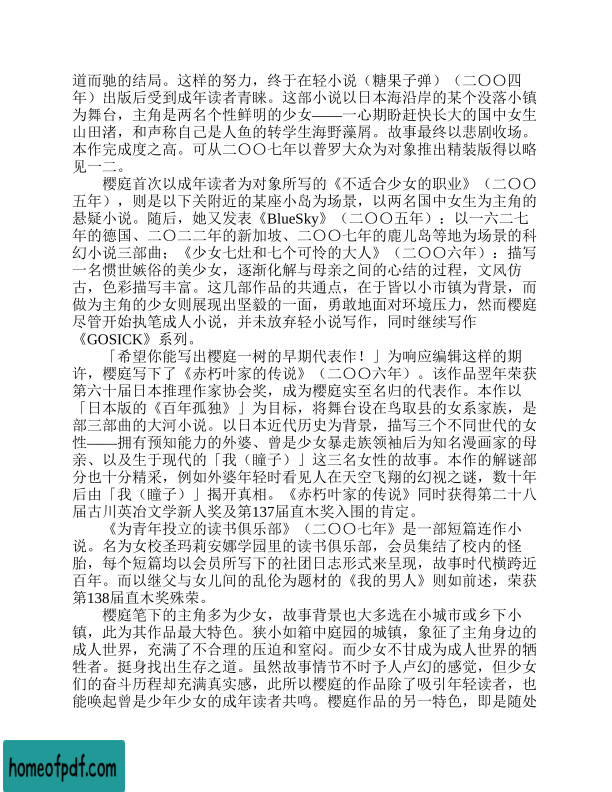 道而驰的结局。这样的努力，终于在轻小说（糖果子弹）（二〇〇四
年）出版后受到成年读者青睐。这部小说以日本海沿岸的某个没落小镇
为舞台，主角是两名个性鲜明的少女——一心期盼赶快长大的国中女生
山田渚，和声称自己是人鱼的转学生海野藻屑。故事最终以悲剧收场。
本作完成度之高。可从二〇〇七年以普罗大众为对象推出精装版得以略
见一二。
樱庭首次以成年读者为对象所写的《不适合少女的职业》（二〇〇
五年），则是以下关附近的某座小岛为场景，以两名国中女生为主角的
悬疑小说。随后，她又发表《BlueSky》（二〇〇五年）：以一六二七
年的德国、二〇二二年的新加坡、二〇〇七年的鹿儿岛等地为场景的科
幻小说三部曲；《少女七灶和七个可怜的大人》（二〇〇六年）：描写
一名愤世嫉俗的美少女，逐渐化解与母亲之间的心结的过程，文风仿
古，色彩描写丰富。这几部作品的共通点，在于皆以小市镇为背景，而
做为主角的少女则展现出坚毅的一面，勇敢地面对环境压力，然而樱庭
尽管开始执笔成人小说，并未放弃轻小说写作，同时继续写作
《GOSICK》系列。
「希望你能写出樱庭一树的早期代表作！」为响应编辑这样的期
许，樱庭写下了《赤朽叶家的传说》（二〇〇六年）。该作品翌年荣获
第六十届日本推理作家协会奖，成为樱庭实至名归的代表作。本作以
「日本版的《百年孤独》」为目标，将舞台设在鸟取县的女系家族，是
部三部曲的大河小说。以日本近代历史为背景，描写三个不同世代的女
性——拥有预知能力的外婆、曾是少女暴走族领袖后为知名漫画家的母
亲、以及生于现代的「我（瞳子）」这三名女性的故事。本作的解谜部
分也十分精采，例如外婆年轻时看见人在天空飞翔的幻视之谜，数十年
后由「我（瞳子）」揭开真相。《赤朽叶家的传说》同时获得第二十八
届古川英冶文学新人奖及第137届直木奖入围的肯定。
《为青年投立的读书俱乐部》（二〇〇七年》是一部短篇连作小
说。名为女校圣玛莉安娜学园里的读书俱乐部，会员集结了校内的怪
胎，每个短篇均以会员所写下的社团日志形式来呈现，故事时代横跨近
百年。而以继父与女儿间的乱伦为题材的《我的男人》则如前述，荣获
第138届直木奖殊荣。
樱庭笔下的主角多为少女，故事背景也大多选在小城市或乡下小
镇，此为其作品最大特色。狭小如箱中庭园的城镇，象征了主角身边的
成人世界，充满了不合理的压迫和窒闷。而少女不甘成为成人世界的牺
牲者。挺身找出生存之道。虽然故事情节不时予人卢幻的感觉，但少女
们的奋斗历程却充满真实感，此所以樱庭的作品除了吸引年轻读者，也
能唤起曾是少年少女的成年读者共鸣。樱庭作品的另一特色，即是随处
homeofpdf.com